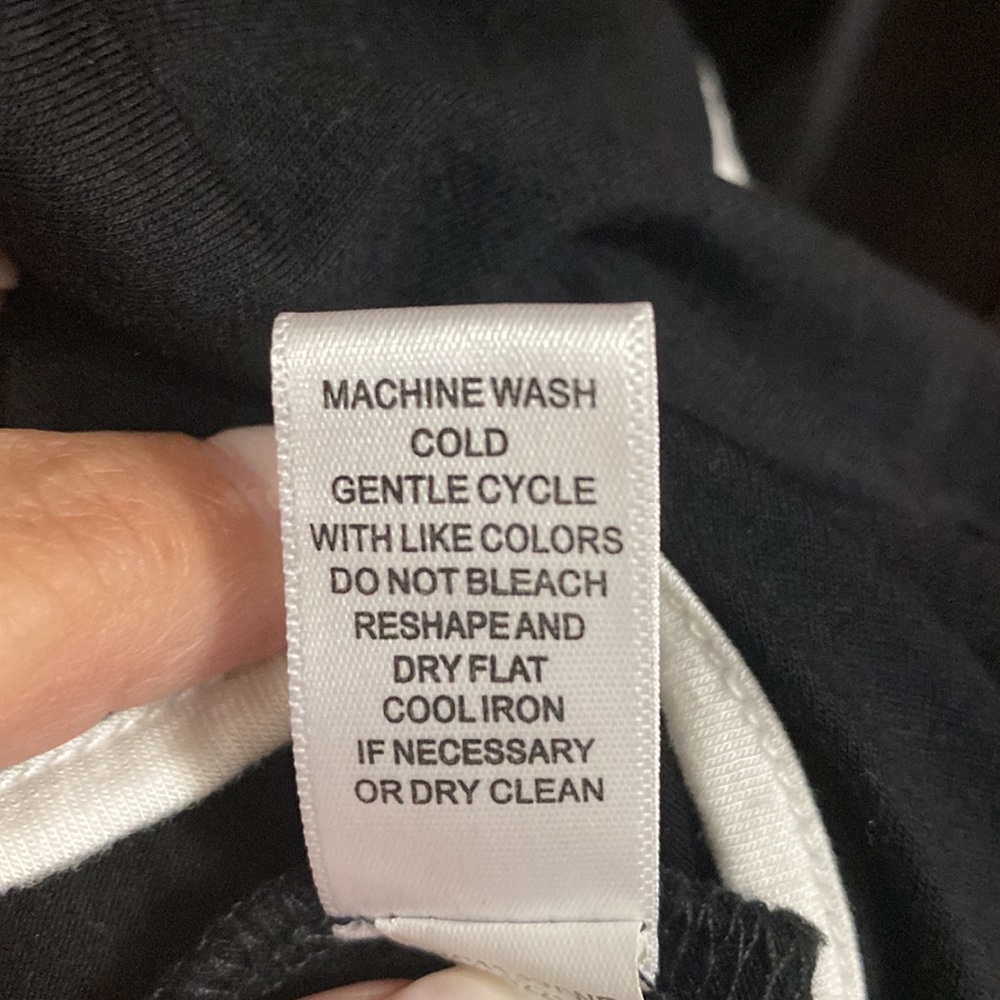 MACHINE WASH
COLD
GENTLE CYCLE
WITH LIKE COLORS
DO NOT BLEACH
RESHAPE AND
DRY FLAT
COOL IRON
IF NECESSARY
OR DRY CLEAN